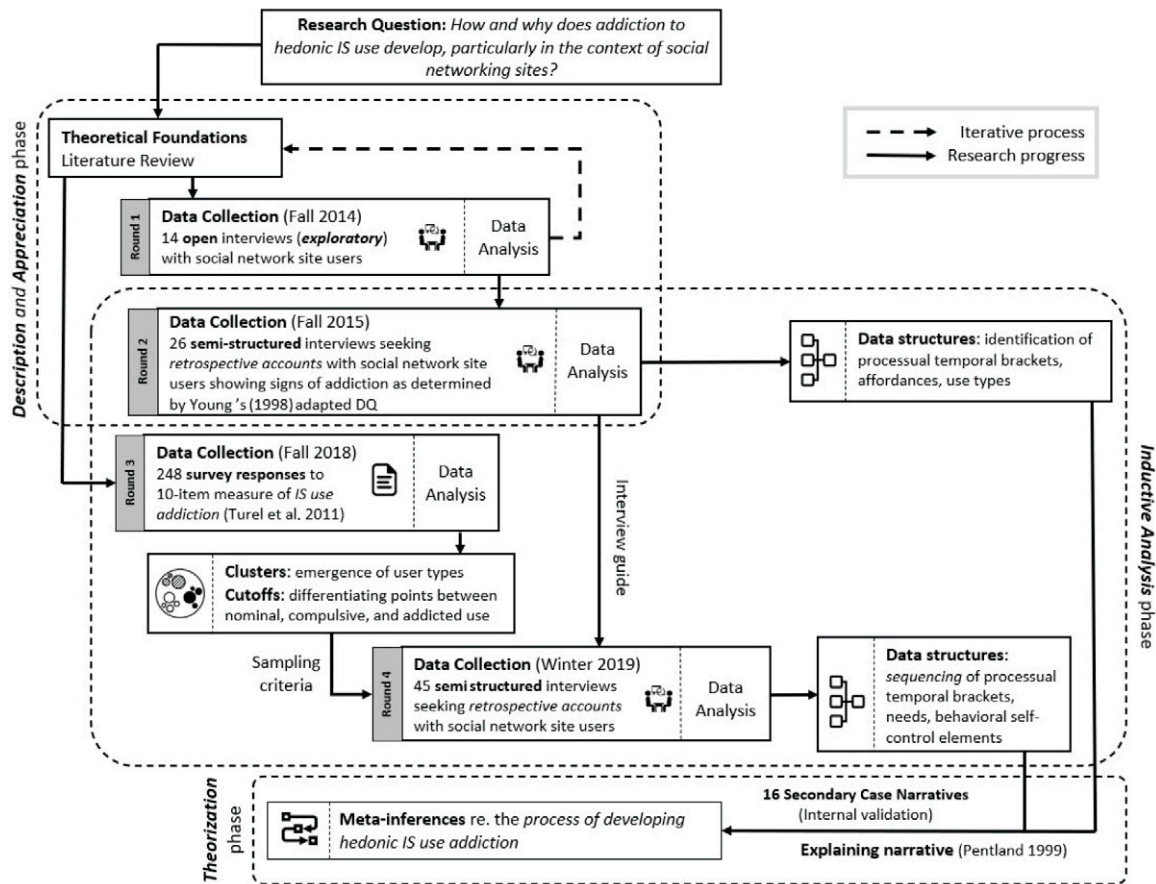 Research Question: How and why does addiction to
hedonic IS use develop, particularly in the context of social
networking sites?
Description and Appreciation phase
Theoretical Foundations
Literature Review
Iterative process
Research progress
Round 1
Data Collection (Fall 2014)
14 open interviews (exploratory)
with social network site users
Data
Analysis
Round 2
Data Collection (Fall 2015)
26 semi-structured interviews seeking
retrospective accounts with social network site
users showing signs of addiction as determined
by Young 's (1998) adapted DQ
Data
Analysis
Data structures: identification of
processual temporal brackets,
affordances, use types
Round 3
Data Collection (Fall 2018)
248 survey responses to
10-item measure of IS use
addiction (Turel et al. 2011)
Data
Analysis
Interview guide
Inductive Analysis phase
Clusters: emergence of user types
Cutoffs: differentiating points between
nominal, compulsive, and addicted use
Sampling
criteria
Round 4
Data Collection (Winter 2019)
45 semi structured interviews
seeking retrospective accounts
with social network site users
Data
Analysis
Data structures:
sequencing of processual
temporal brackets,
needs, behavioral self-
control elements
Theorization
phase
Meta-inferences re. the process of developing
hedonic IS use addiction
16 Secondary Case Narratives
(Internal validation)
Explaining narrative (Pentland 1999)